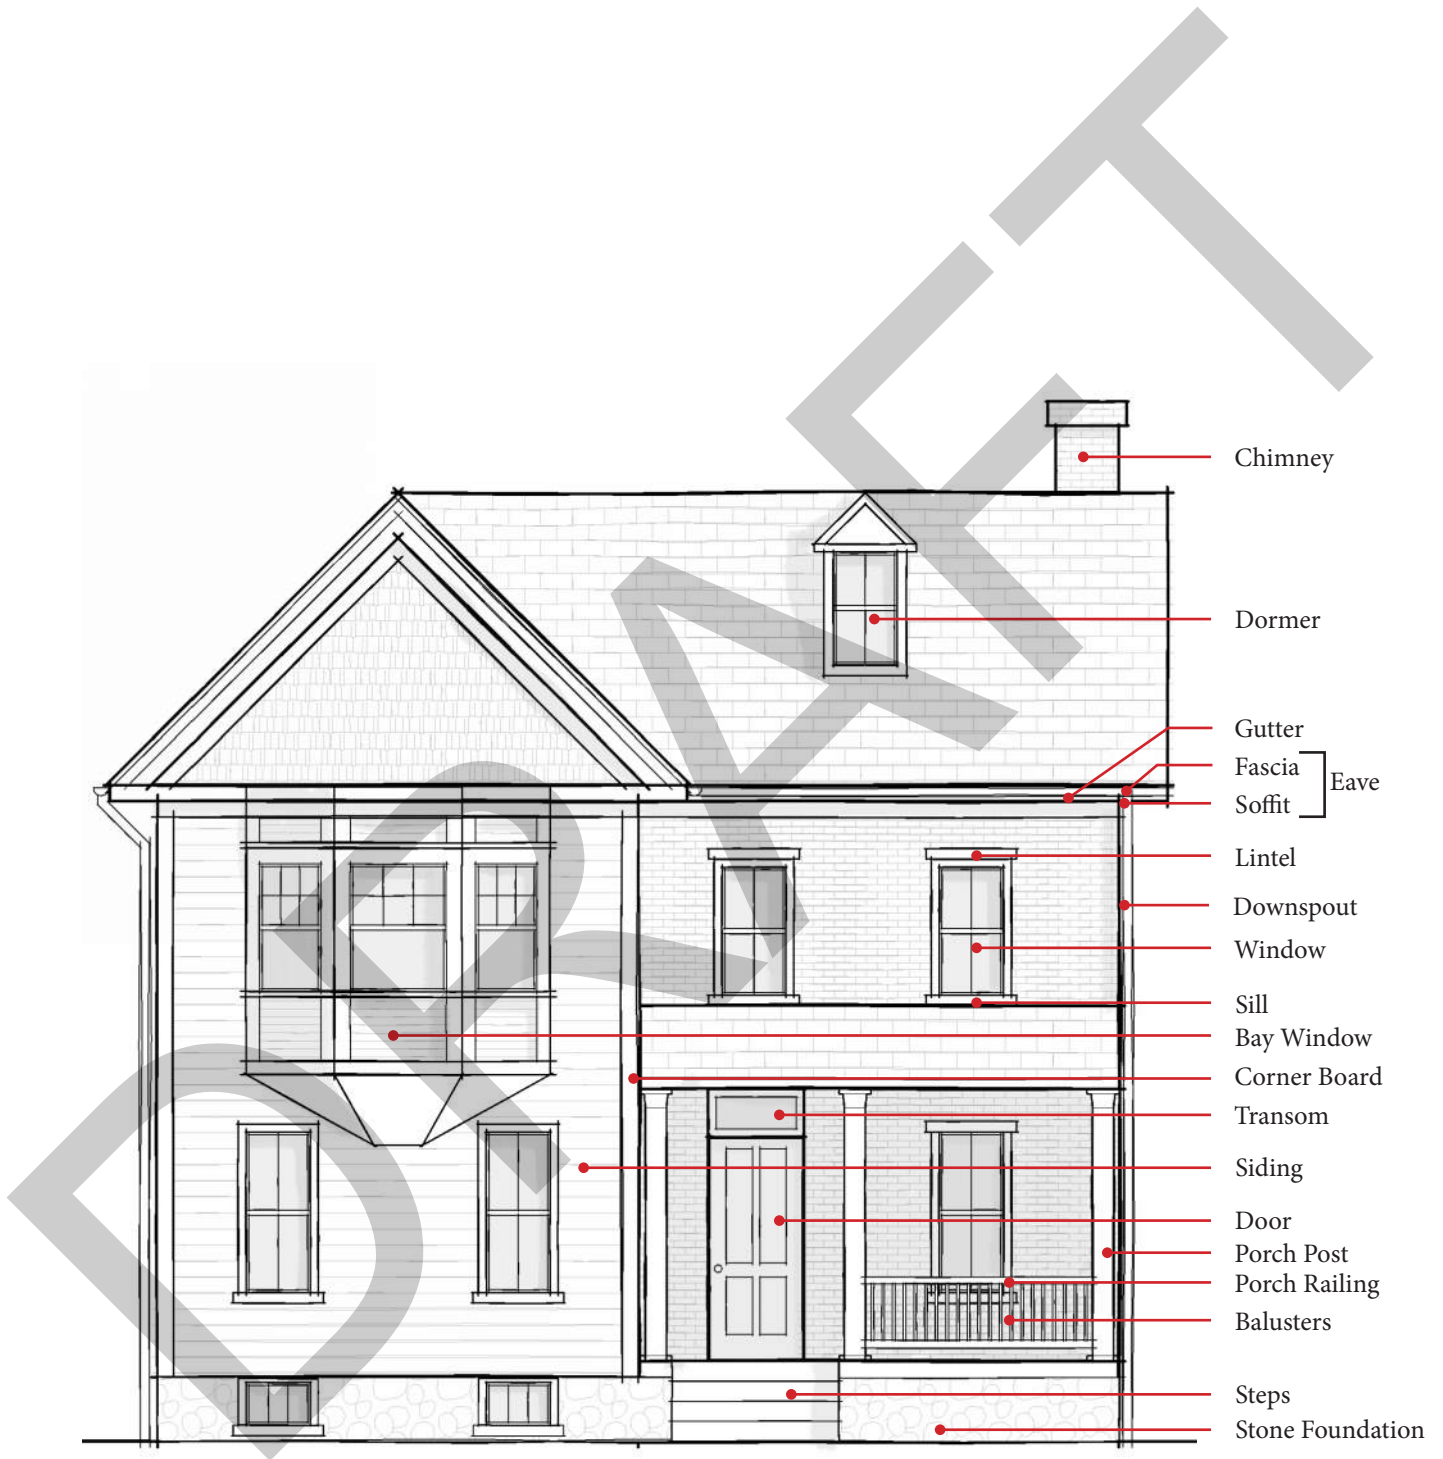 DRAFT
Chimney
Dormer
Gutter
Fascia
Eave
Soffit
Lintel
Downspout
Window
Sill
Bay Window
Corner Board
Transom
Siding
Door
Porch Post
Porch Railing
Balusters
Steps
Stone Foundation